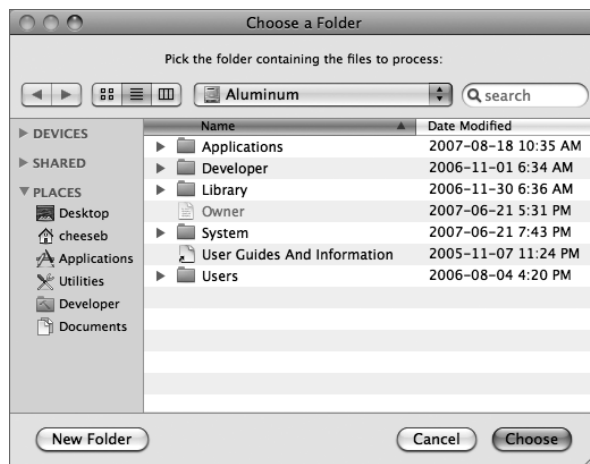 Choose a Folder
Pick the folder containing the files to process:
Aluminum
search
DEVICES
SHARED
PLACES
Desktop
cheeseb
Applications
Utilities
Developer
Documents
Name Date Modified
Applications 2007-08-18 10:35 AM
Developer 2006-11-01 6:34 AM
Library 2006-11-30 6:36 AM
Owner 2007-06-21 5:31 PM
System 2007-06-21 7:43 PM
User Guides And Information 2005-11-07 11:24 PM
Users 2006-08-04 4:20 PM
New Folder Cancel Choose